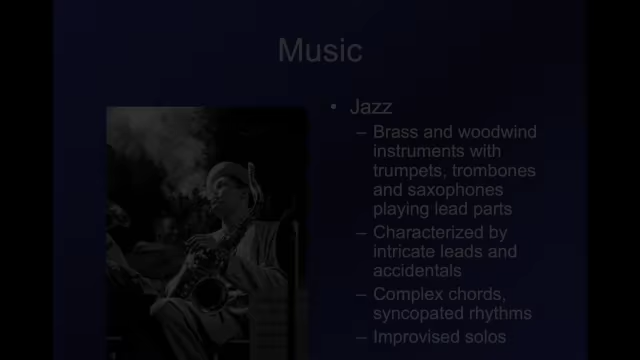 Music
• Jazz
– Brass and woodwind
instruments with
trumpets, trombones
and saxophones
playing lead parts
– Characterized by
intricate leads and
accidentals
– Complex chords,
syncopated rhythms
– Improvised solos